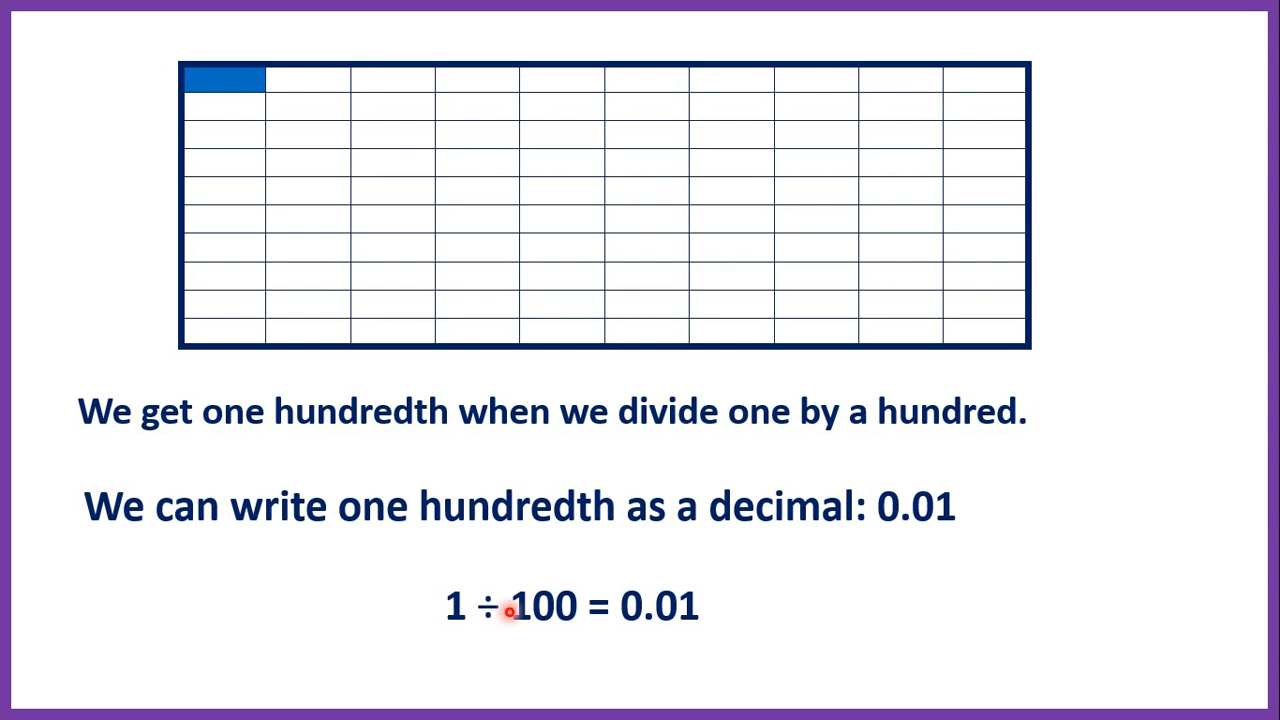 We get one hundredth when we divide one by a hundred.
We can write one hundredth as a decimal: 0.01
1 ÷ 100 = 0.01